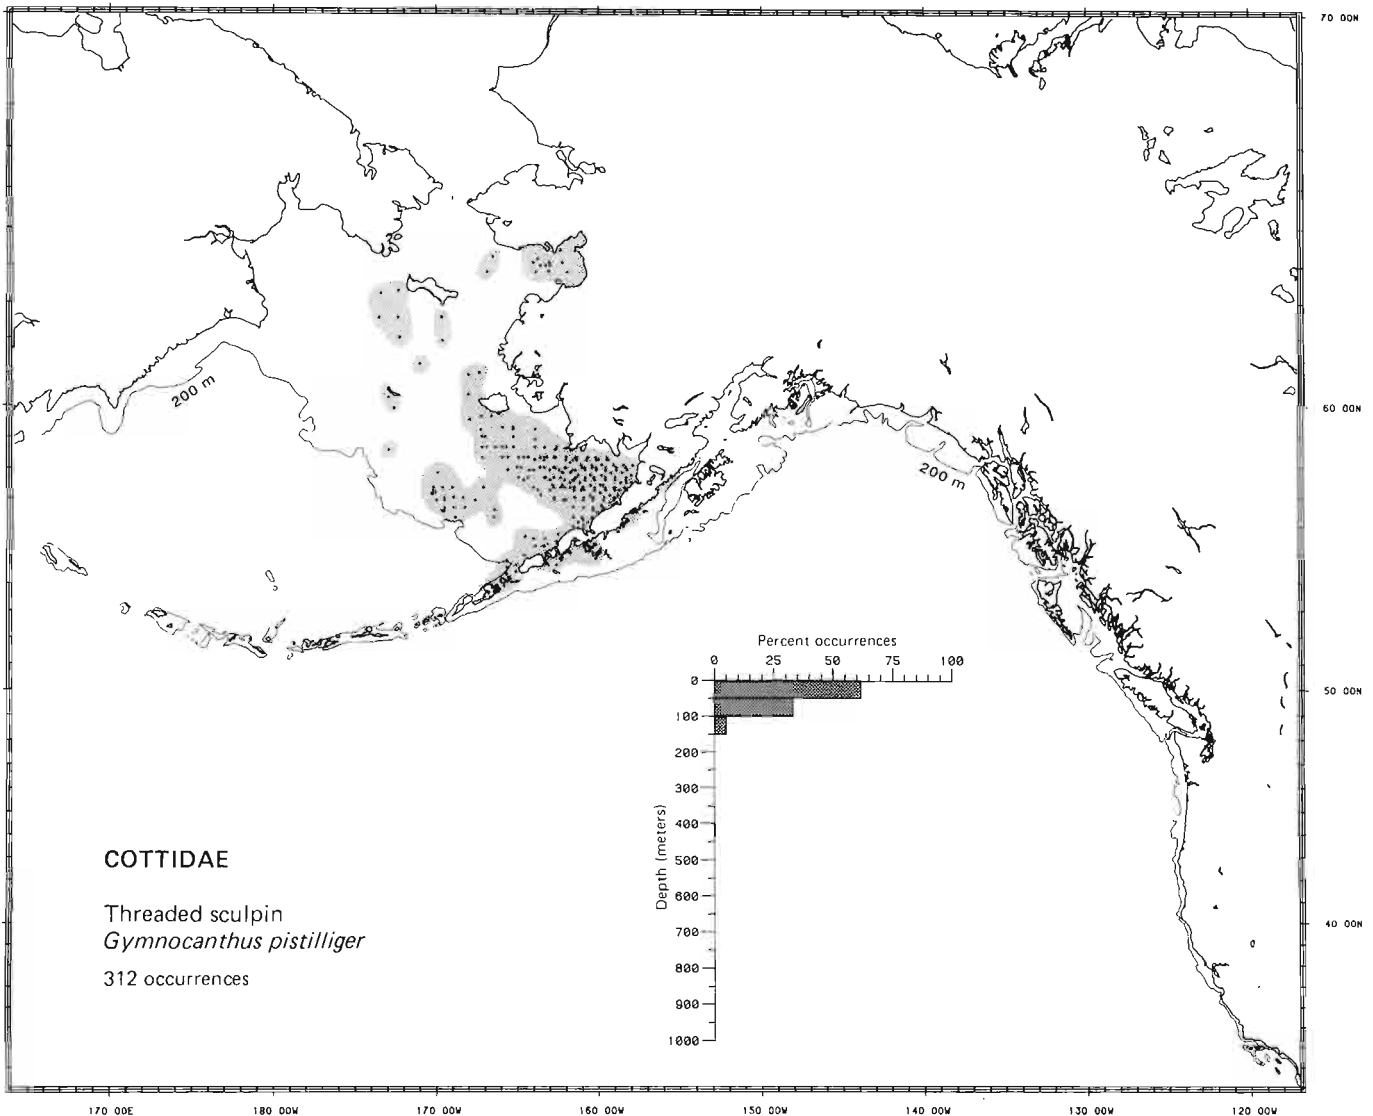 70 00N
200 m
60 00N
200 m
Percent occurrences
0 25 50 75 100
0
50 00N
100
200
300
400
500
600
700
800
900
1000
Depth (meters)
COTTIDAE
Threaded sculpin
Gymnocanthus pistilliger
312 occurrences
40 00N
170 00E 180 00W 170 00W 160 00W 150 00W 140 00W 130 00W 120 00W